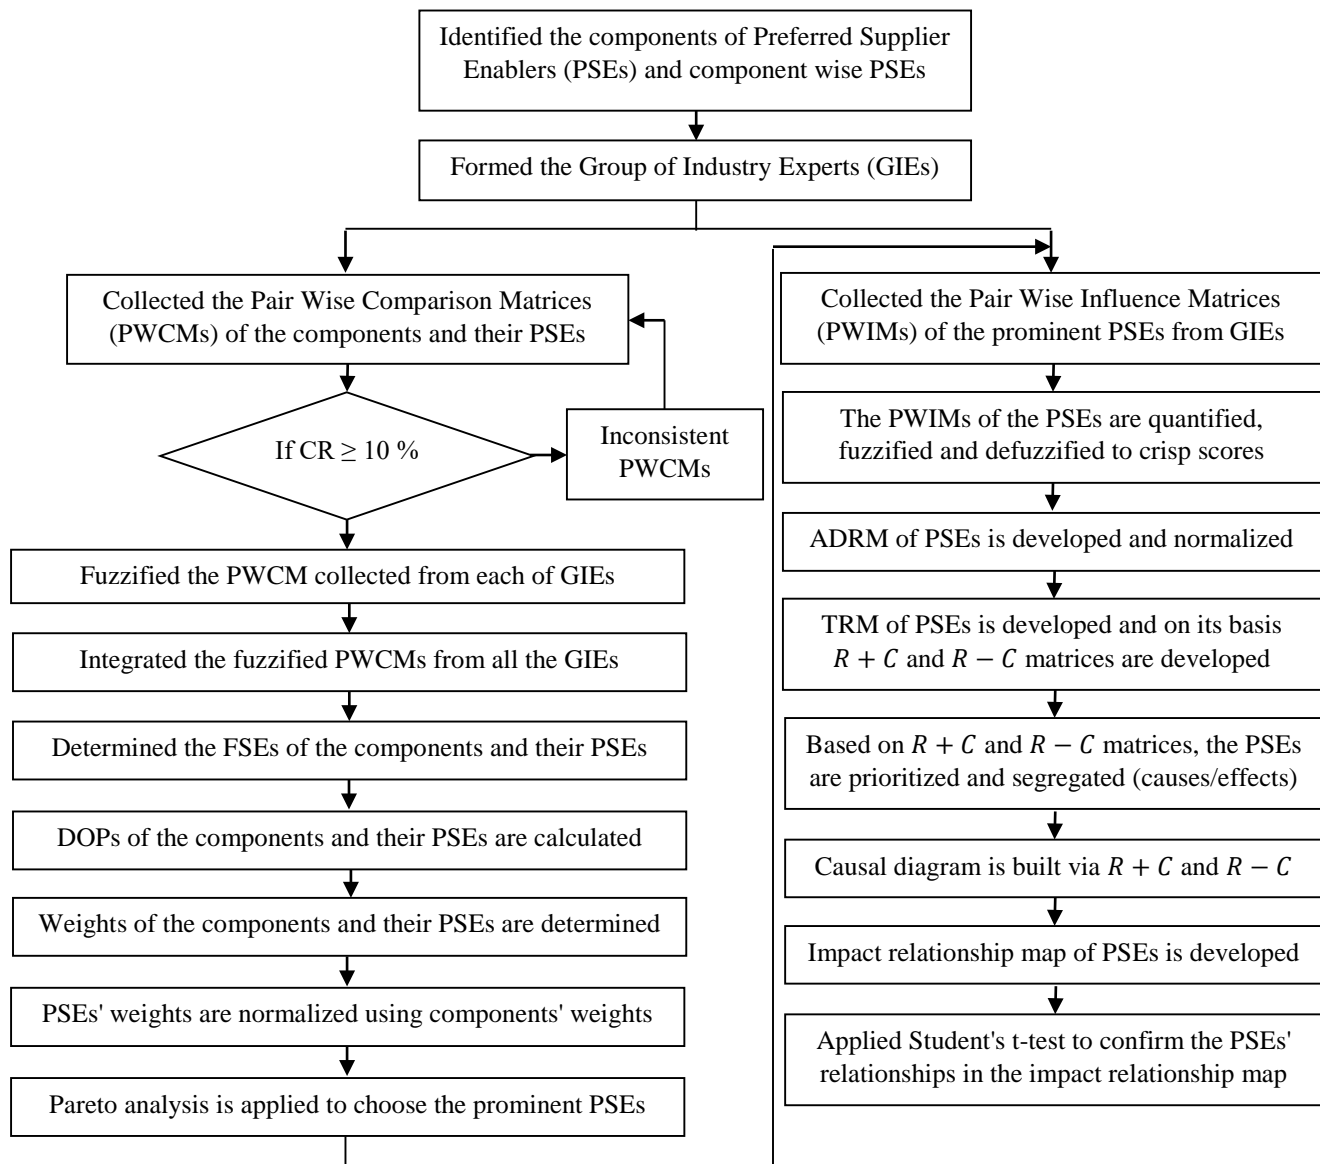 Identified the components of Preferred Supplier
Enablers (PSEs) and component wise PSEs
Formed the Group of Industry Experts (GIEs)
Collected the Pair Wise Comparison Matrices
(PWCMs) of the components and their PSEs
If CR ≥ 10 %
Inconsistent
PWCMs
Fuzzified the PWCM collected from each of GIEs
Integrated the fuzzified PWCMs from all the GIEs
Determined the FSEs of the components and their PSEs
DOPs of the components and their PSEs are calculated
Weights of the components and their PSEs are determined
PSEs' weights are normalized using components' weights
Pareto analysis is applied to choose the prominent PSEs
Collected the Pair Wise Influence Matrices
(PWIMs) of the prominent PSEs from GIEs
The PWIMs of the PSEs are quantified,
fuzzified and defuzzified to crisp scores
ADRM of PSEs is developed and normalized
TRM of PSEs is developed and on its basis
R + C and R − C matrices are developed
Based on R + C and R − C matrices, the PSEs
are prioritized and segregated (causes/effects)
Causal diagram is built via R + C and R − C
Impact relationship map of PSEs is developed
Applied Student's t-test to confirm the PSEs'
relationships in the impact relationship map